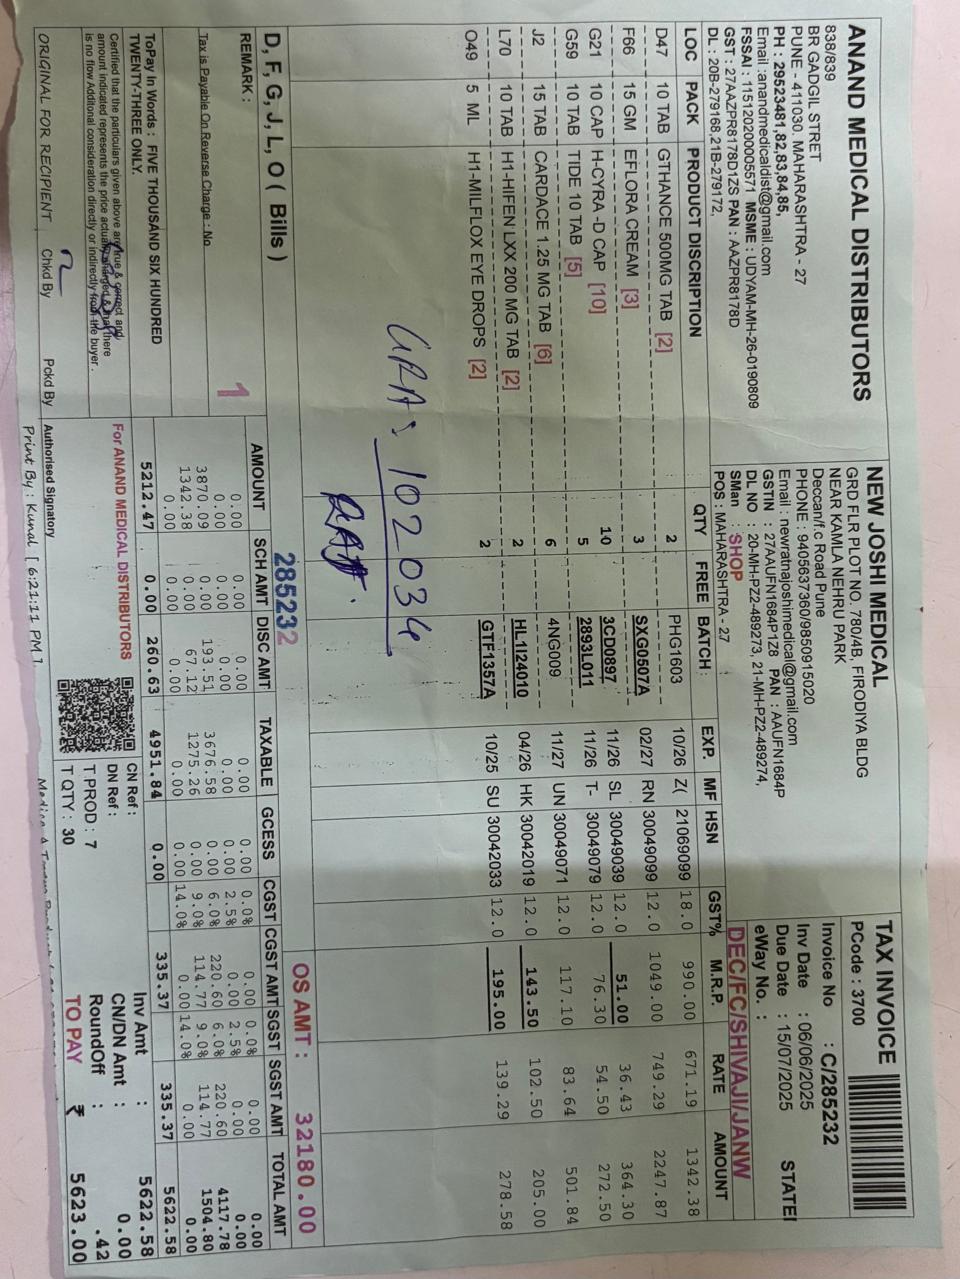 ANAND MEDICAL DISTRIBUTORS
838/839
BR GADGIL STRET
PUNE - 411030. MAHARASHTRA - 27
PH : 29523481,82,83,84,85,
Email :anandmedicaldist@gmail.com
FSSAI : 115120200005571 MSME : UDYAM-MH-26-0190809
GST : 27AAZPR8178D1ZS PAN : AAZPR8178D
DL : 20B-279168,21B-279172,
NEW JOSHI MEDICAL
GRD FLR PLOT NO. 780/4B, FIRODIYA BLDG
NEAR KAMLA NEHRU PARK
Deccan/f.c Road Pune
PHONE : 9405637360/9850915020
Email : newratnajoshimedical@gmail.com
GSTIN : 27AAUFN1684P1Z8 PAN : AAUFN1684P
DL NO : 20-MH-PZ2-489273, 21-MH-PZ2-489274,
SMan : SHOP
POS : MAHARASHTRA - 27
TAX INVOICE
PCode : 3700
Invoice No : C/285232
Inv Date : 06/06/2025
Due Date : 15/07/2025 STATE
eWay No. :
DEC/FC/SHIVAJI/JANW
LOC PACK PRODUCT DISCRIPTION QTY FREE BATCH EXP. MF HSN GST% M.R.P. RATE AMOUNT
D47 10 TAB GTHANCE 500MG TAB [2] 2 PHG1603 10/26 Z( 21069099 18.0 990.00 671.19 1342.38
F66 15 GM EFLORA CREAM [3] 3 SXG0507A 02/27 RN 30049099 12.0 1049.00 749.29 2247.87
G21 10 CAP H-CYRA -D CAP [10] 10 3CD0897 11/26 SL 30049039 12.0 51.00 36.43 364.30
G59 10 TAB TIDE 10 TAB [5] 5 2893L011 11/26 T- 30049079 12.0 76.30 54.50 272.50
J2 15 TAB CARDACE 1.25 MG TAB [6] 6 4NG009 11/27 UN 30049071 12.0 117.10 83.64 501.84
L70 10 TAB H1-HIFEN LXX 200 MG TAB [2] 2 HL1I24010 04/26 HK 30042019 12.0 143.50 102.50 205.00
O49 5 ML H1-MILFLOX EYE DROPS [2] 2 GTF1357A 10/25 SU 30042033 12.0 195.00 139.29 278.58
GRA: 102034
D, F, G, J, L, O ( Bills )
285232
OS AMT : 32180.00
REMARK :
1
Tax is Payable On Reverse Charge : No
AMOUNT SCH AMT DISC AMT TAXABLE GCESS CGST CGST AMT SGST SGST AMT TOTAL AMT
0.00 0.00 0.00 0.00 0.00 0.0% 0.00 0.0% 0.00 0.00
0.00 0.00 0.00 0.00 0.00 2.5% 0.00 2.5% 0.00 0.00
3870.09 0.00 193.51 3676.58 0.00 6.0% 220.60 6.0% 220.60 4117.78
1342.38 0.00 67.12 1275.26 0.00 9.0% 114.77 9.0% 114.77 1504.80
0.00 0.00 0.00 0.00 0.00 14.0% 0.00 14.0% 0.00 0.00
5212.47 0.00 260.63 4951.84 0.00 335.37 335.37 5622.58
ToPay In Words : FIVE THOUSAND SIX HUNDRED
TWENTY-THREE ONLY.
Certified that the particulars given above are true & correct and
amount indicated represents the price actually charged & that there
is no flow Additonal consideration directly or indirectly from the buyer .
ORIGINAL FOR RECIPIENT Chkd By Pckd By
For ANAND MEDICAL DISTRIBUTORS
Authorised Signatory
CN Ref :
DN Ref :
T PROD : 7
T QTY : 30
Inv Amt : 5622.58
CN/DN Amt : 0.00
RoundOff : .42
TO PAY ₹ 5623.00
Print By : Kunal [ 6:21:11 PM ]